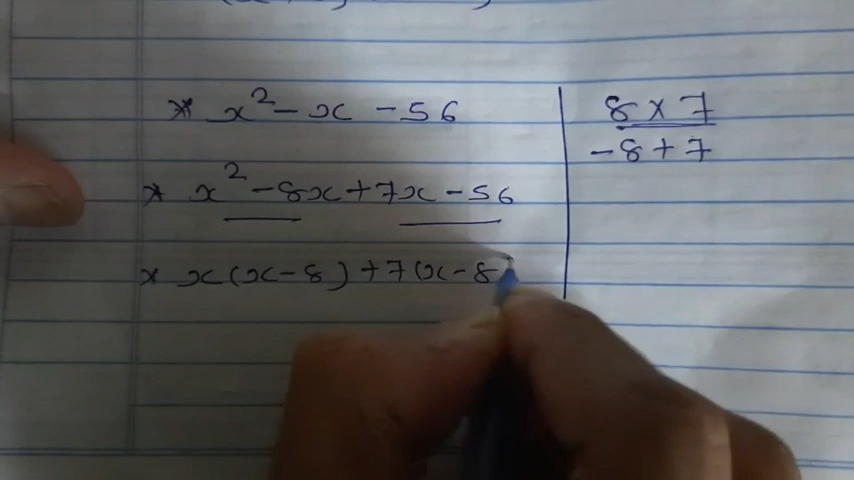 * x² - x - 56
8 × 7
- 8 + 7
* x² - 8x + 7x - 56
* x(x - 8) + 7(x - 8)